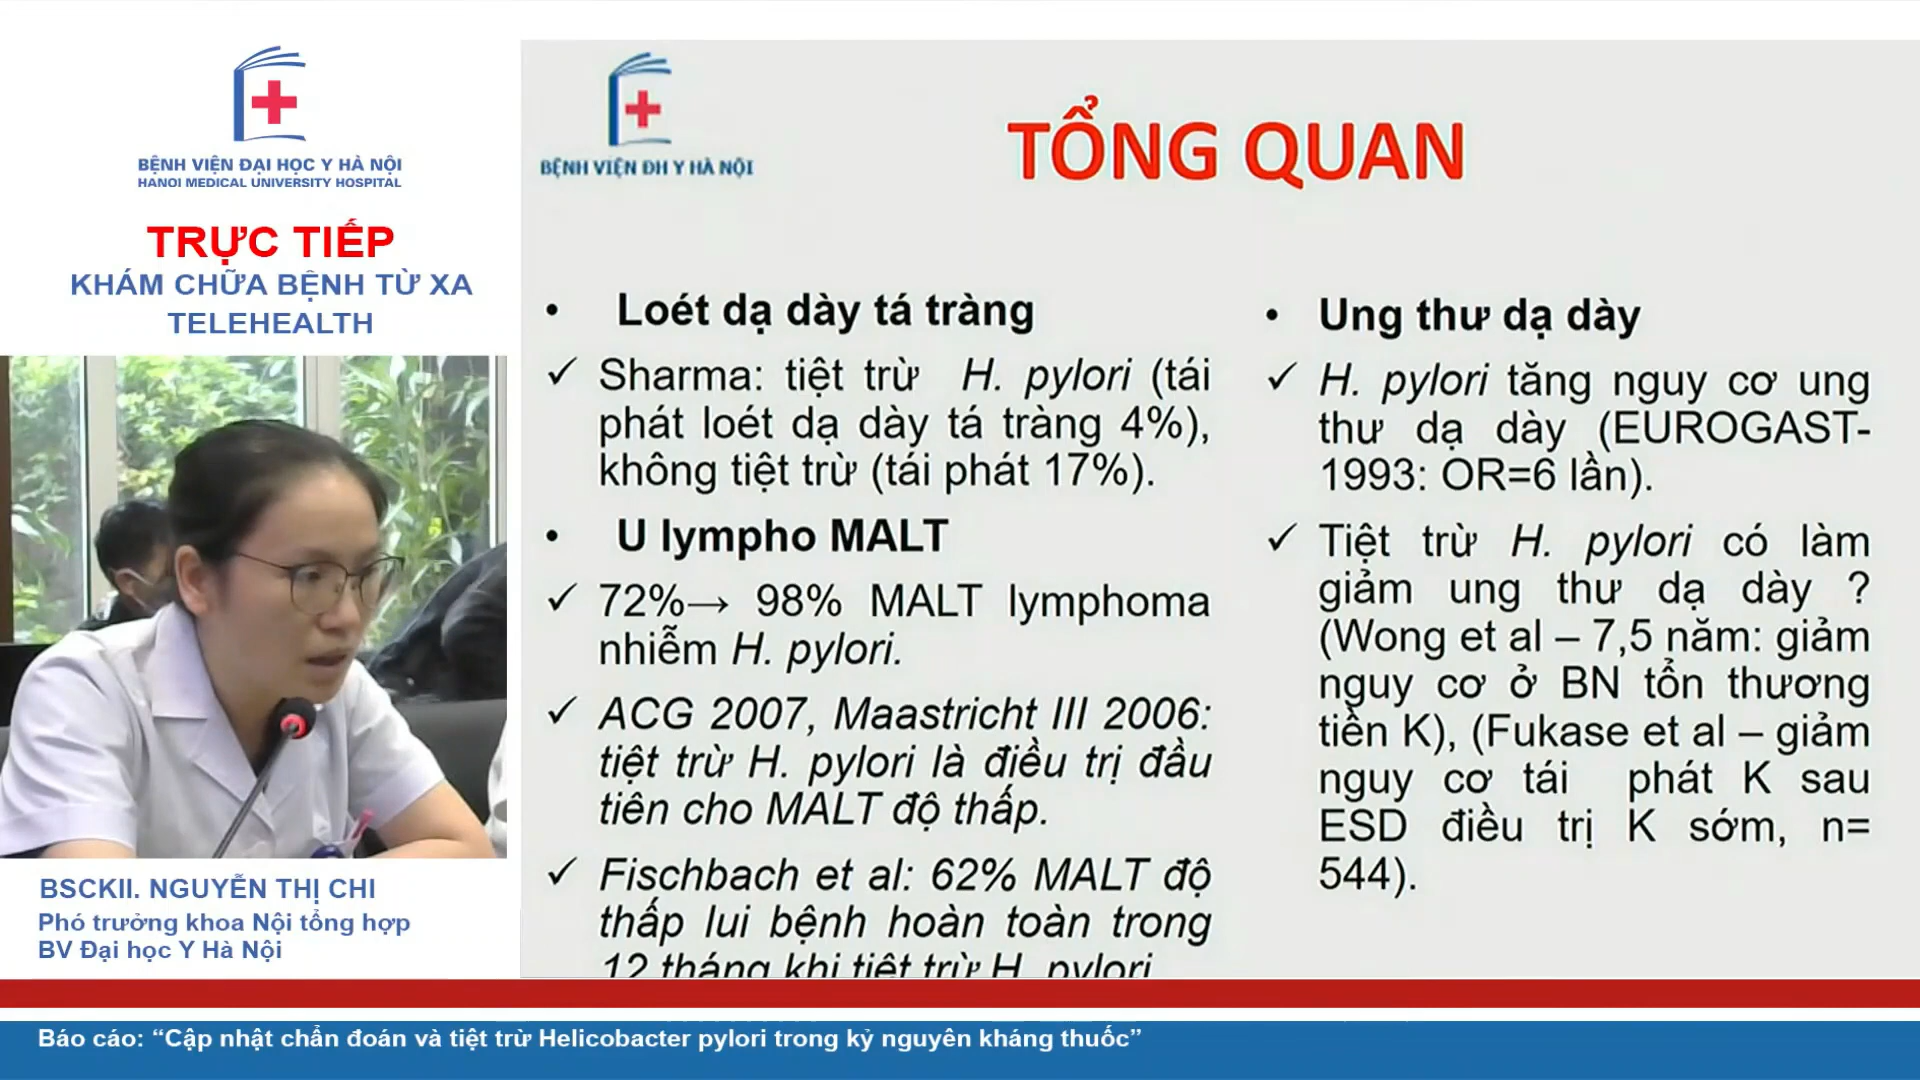 BỆNH VIỆN ĐẠI HỌC Y HÀ NỘI
HANOI MEDICAL UNIVERSITY HOSPITAL
TRỰC TIẾP
KHÁM CHỮA BỆNH TỪ XA
TELEHEALTH
BSCKII. NGUYỄN THỊ CHI
Phó trưởng khoa Nội tổng hợp
BV Đại học Y Hà Nội
BỆNH VIỆN ĐH Y HÀ NỘI
TỔNG QUAN
• Loét dạ dày tá tràng
✓ Sharma: tiệt trừ H. pylori (tái
phát loét dạ dày tá tràng 4%),
không tiệt trừ (tái phát 17%).
• U lympho MALT
✓ 72%→ 98% MALT lymphoma
nhiễm H. pylori.
✓ ACG 2007, Maastricht III 2006:
tiệt trừ H. pylori là điều trị đầu
tiên cho MALT độ thấp.
✓ Fischbach et al: 62% MALT độ
thấp lui bệnh hoàn toàn trong
12 tháng khi tiệt trừ H. pylori
• Ung thư dạ dày
✓ H. pylori tăng nguy cơ ung
thư dạ dày (EUROGAST-
1993: OR=6 lần).
✓ Tiệt trừ H. pylori có làm
giảm ung thư dạ dày ?
(Wong et al – 7,5 năm: giảm
nguy cơ ở BN tổn thương
tiền K), (Fukase et al – giảm
nguy cơ tái phát K sau
ESD điều trị K sớm, n=
544).
Báo cáo: “Cập nhật chẩn đoán và tiệt trừ Helicobacter pylori trong kỷ nguyên kháng thuốc”